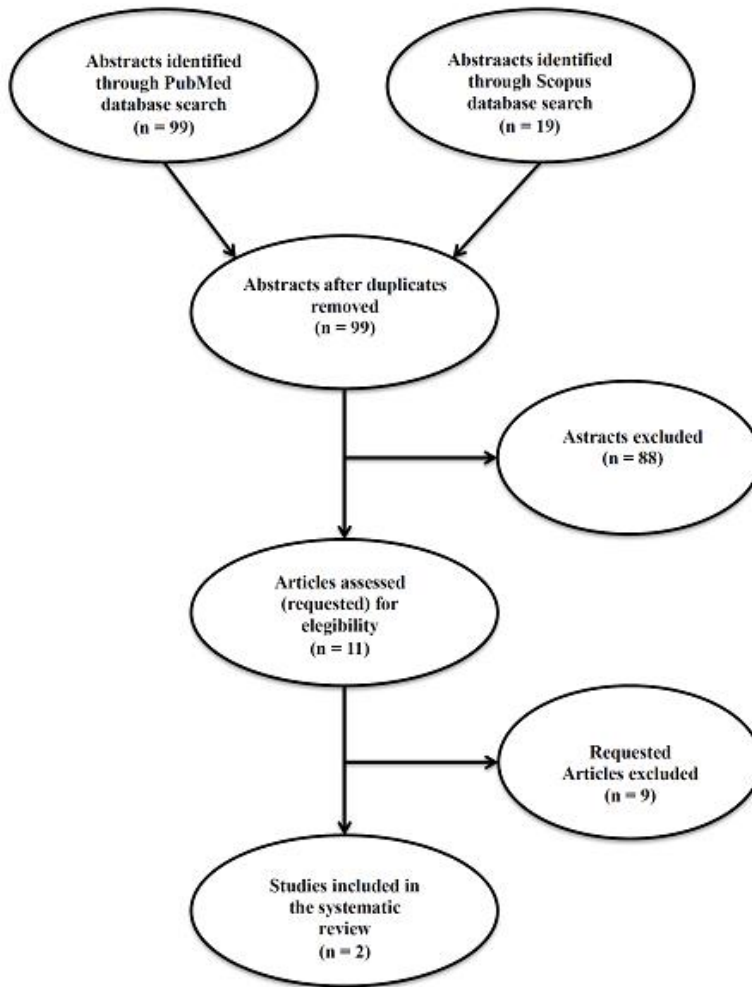 Abstracts identified
through PubMed
database search
(n = 99)
Abstraacts identified
through Scopus
database search
(n = 19)
Abstracts after duplicates
removed
(n = 99)
Astracts excluded
(n = 88)
Articles assessed
(requested) for
elegibility
(n = 11)
Requested
Articles excluded
(n = 9)
Studies included in
the systematic
review
(n = 2)